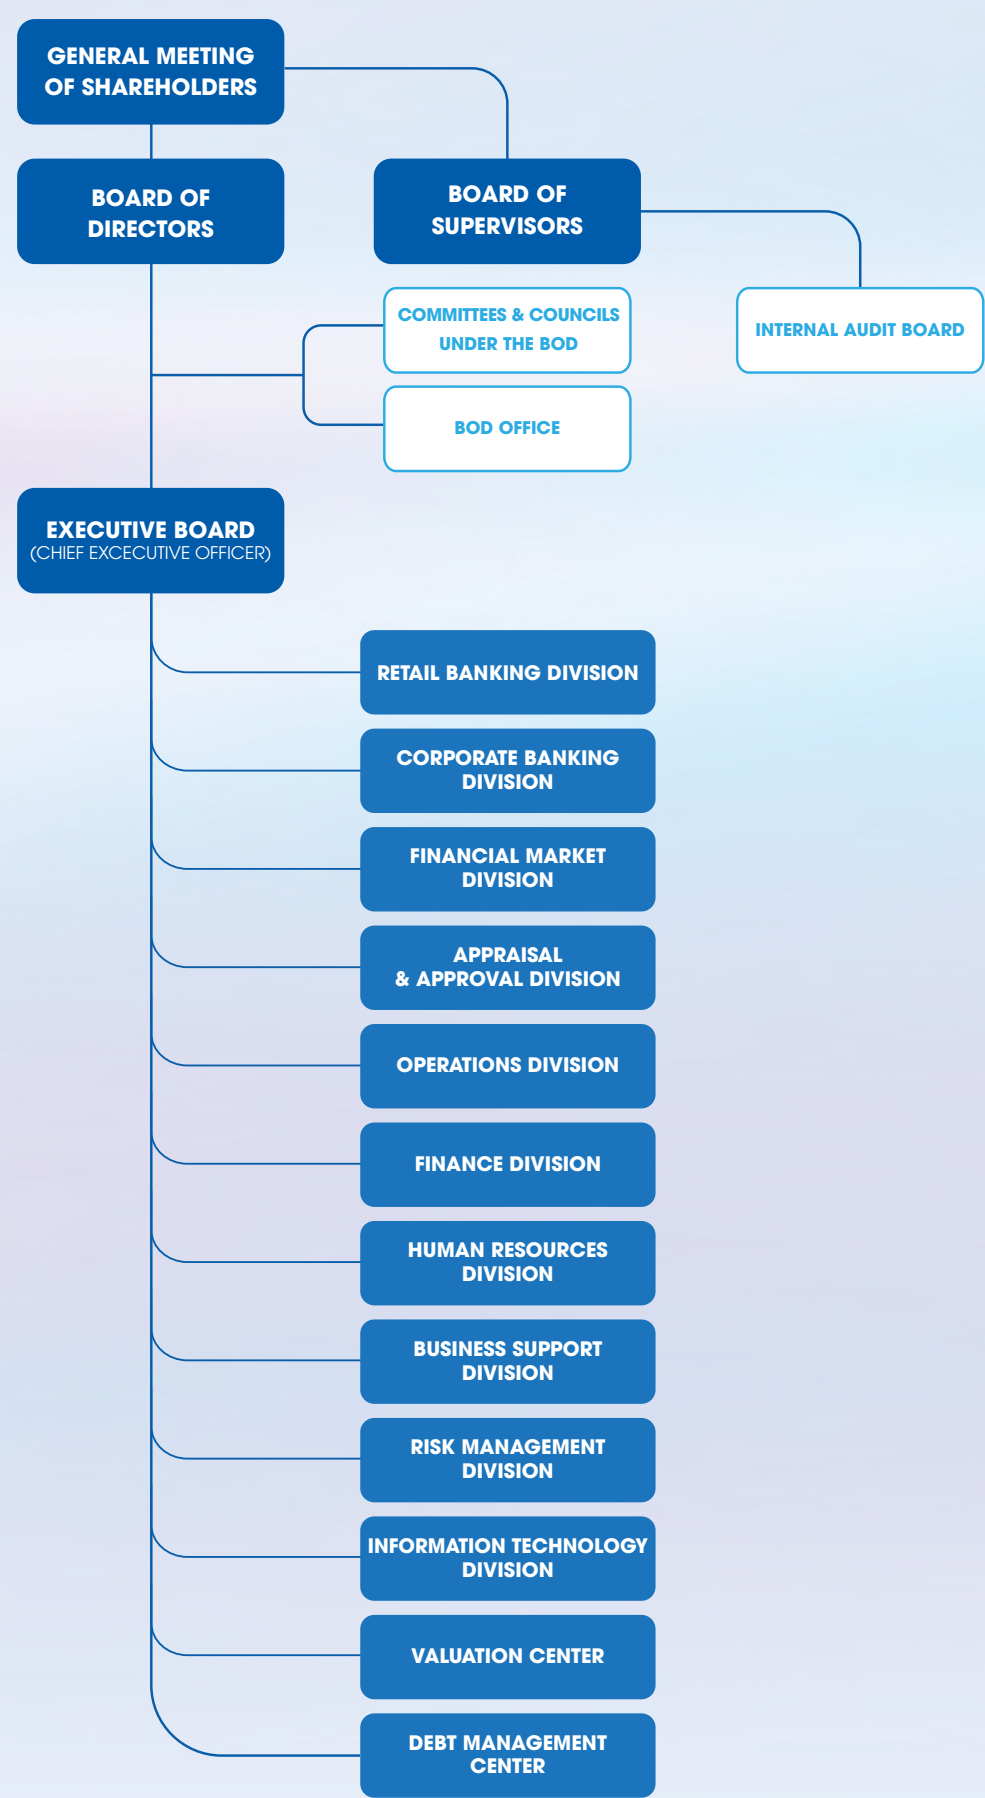 GENERAL MEETING
OF SHAREHOLDERS
BOARD OF
DIRECTORS
BOARD OF
SUPERVISORS
COMMITTEES & COUNCILS
UNDER THE BOD
INTERNAL AUDIT BOARD
BOD OFFICE
EXECUTIVE BOARD
(CHIEF EXCECUTIVE OFFICER)
RETAIL BANKING DIVISION
CORPORATE BANKING
DIVISION
FINANCIAL MARKET
DIVISION
APPRAISAL
& APPROVAL DIVISION
OPERATIONS DIVISION
FINANCE DIVISION
HUMAN RESOURCES
DIVISION
BUSINESS SUPPORT
DIVISION
RISK MANAGEMENT
DIVISION
INFORMATION TECHNOLOGY
DIVISION
VALUATION CENTER
DEBT MANAGEMENT
CENTER